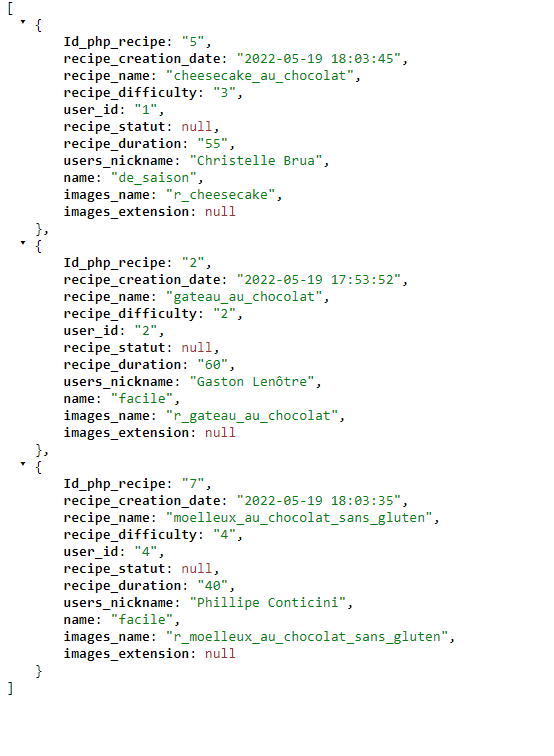 [
{
Id_php_recipe: "5",
recipe_creation_date: "2022-05-19 18:03:45",
recipe_name: "cheesecake_au_chocolat",
recipe_difficulty: "3",
user_id: "1",
recipe_statut: null,
recipe_duration: "55",
users_nickname: "Christelle Brua",
name: "de_saison",
images_name: "r_cheesecake",
images_extension: null
},
{
Id_php_recipe: "2",
recipe_creation_date: "2022-05-19 17:53:52",
recipe_name: "gateau_au_chocolat",
recipe_difficulty: "2",
user_id: "2",
recipe_statut: null,
recipe_duration: "60",
users_nickname: "Gaston Lenôtre",
name: "facile",
images_name: "r_gateau_au_chocolat",
images_extension: null
},
{
Id_php_recipe: "7",
recipe_creation_date: "2022-05-19 18:03:35",
recipe_name: "moelleux_au_chocolat_sans_gluten",
recipe_difficulty: "4",
user_id: "4",
recipe_statut: null,
recipe_duration: "40",
users_nickname: "Phillipe Conticini",
name: "facile",
images_name: "r_moelleux_au_chocolat_sans_gluten",
images_extension: null
}
]